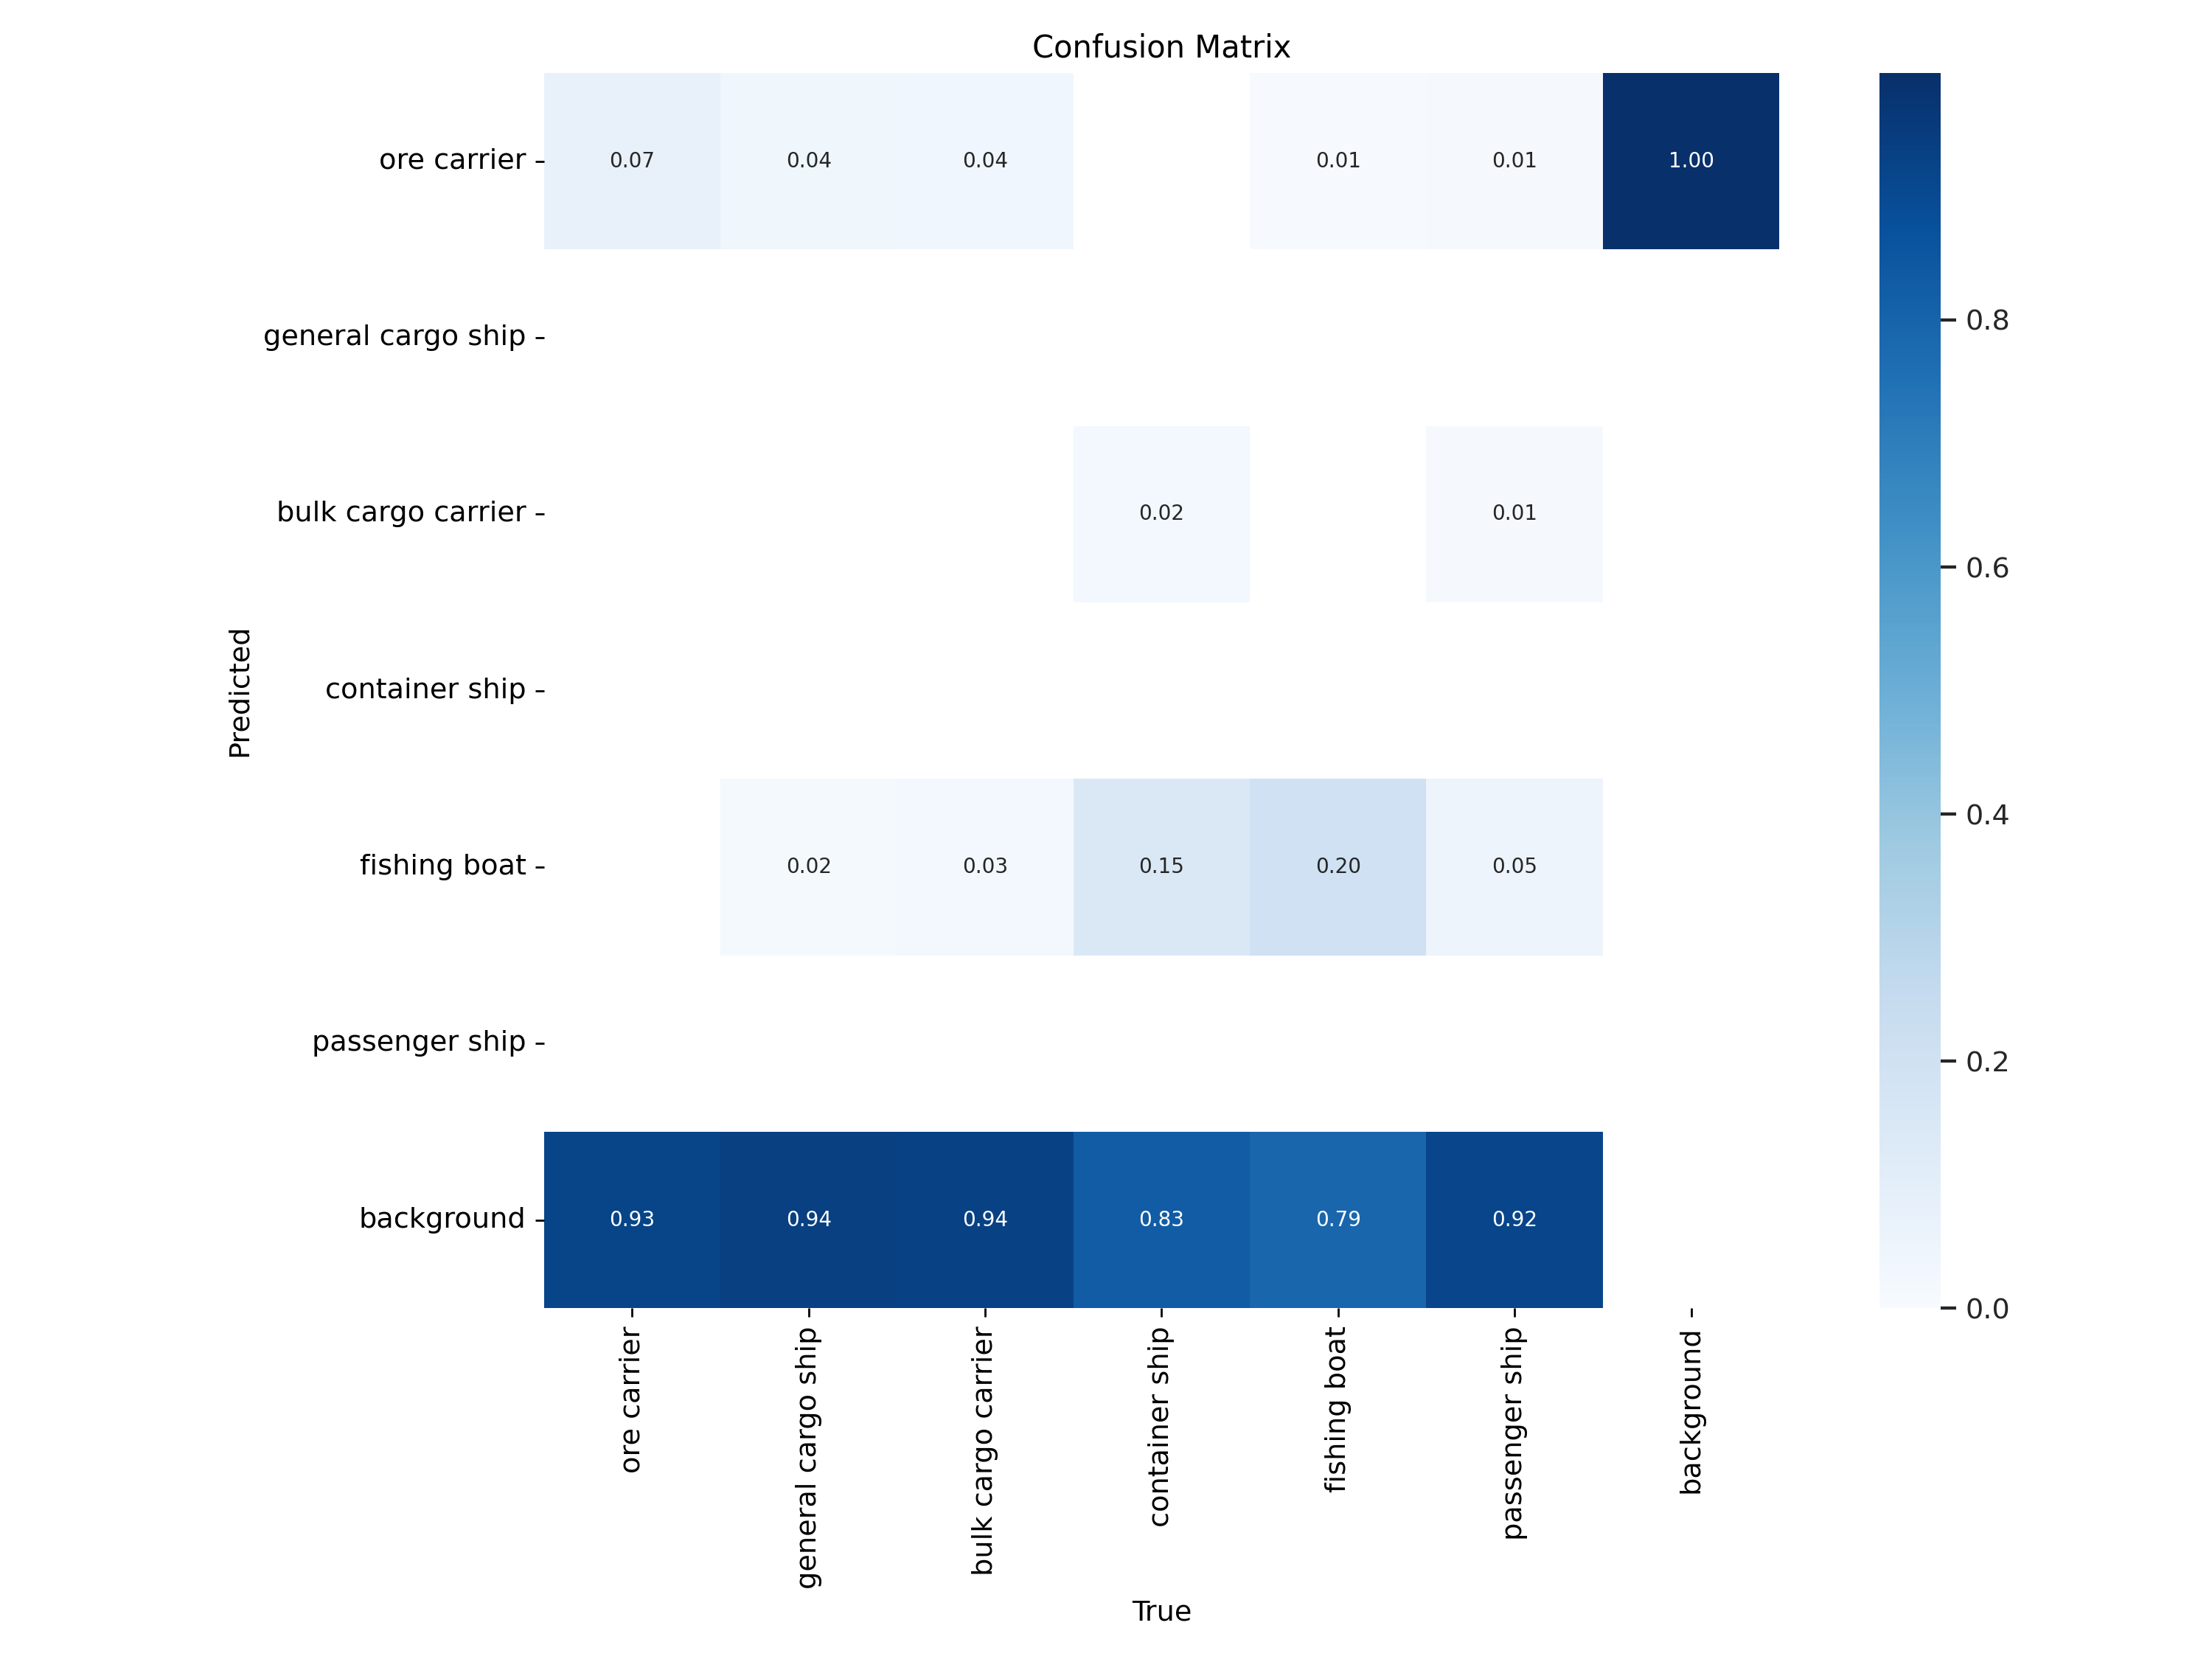 Confusion Matrix
ore carrier
0.07 0.04 0.04 0.01 0.01 1.00
general cargo ship
bulk cargo carrier
0.02 0.01
container ship
fishing boat
0.02 0.03 0.15 0.20 0.05
passenger ship
background
0.93 0.94 0.94 0.83 0.79 0.92
Predicted
ore carrier
general cargo ship
bulk cargo carrier
container ship
fishing boat
passenger ship
background
True
0.8
0.6
0.4
0.2
0.0